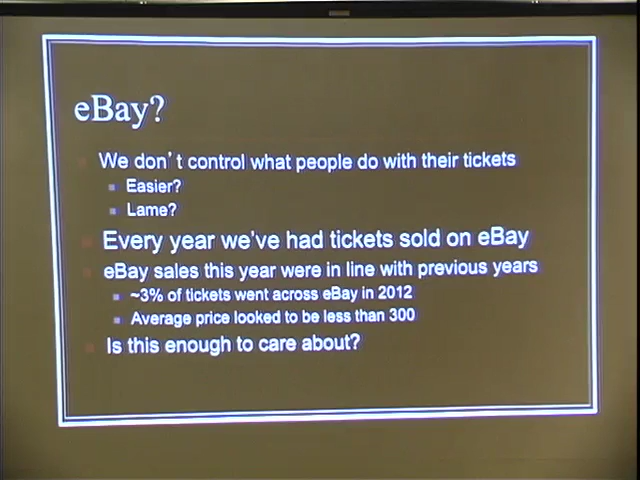 eBay?
We don't control what people do with their tickets
Easier?
Lame?
Every year we've had tickets sold on eBay
eBay sales this year were in line with previous years
~3% of tickets went across eBay in 2012
Average price looked to be less than 300
Is this enough to care about?